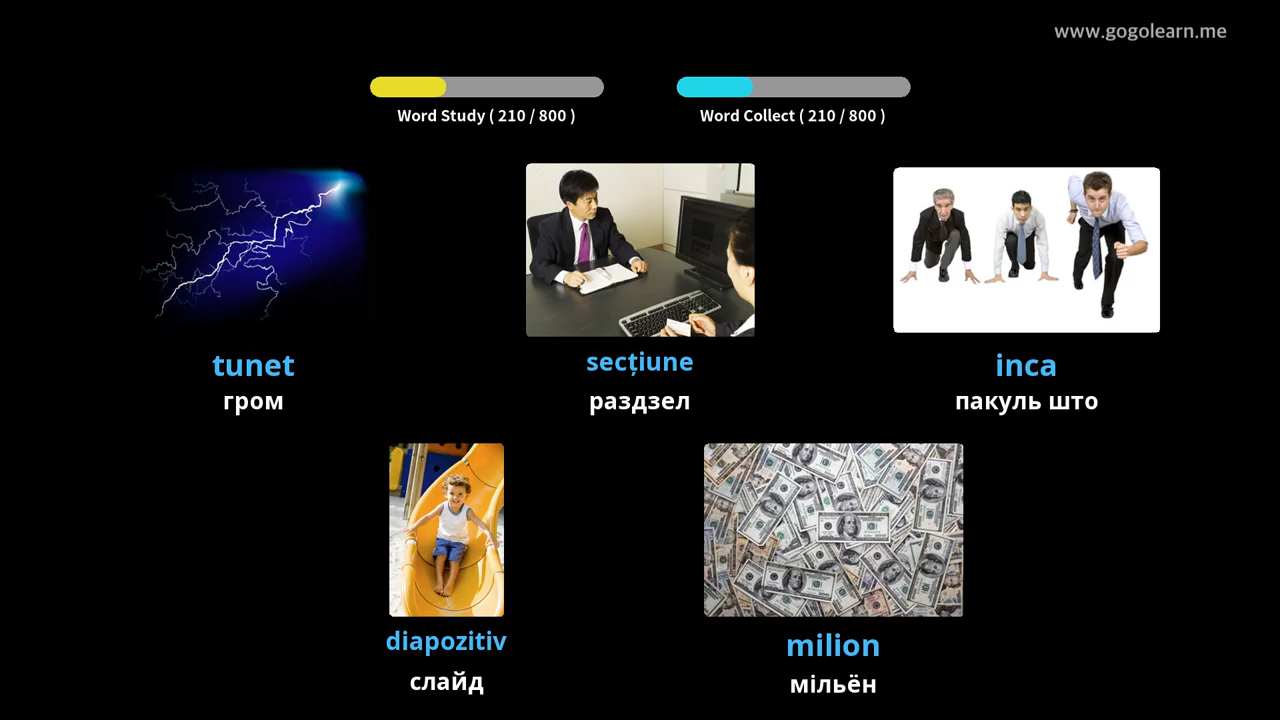 www.gogolearn.me
Word Study ( 210 / 800 )
Word Collect ( 210 / 800 )
tunet
гром
secțiune
раздзел
inca
пакуль што
diapozitiv
слайд
milion
мільён